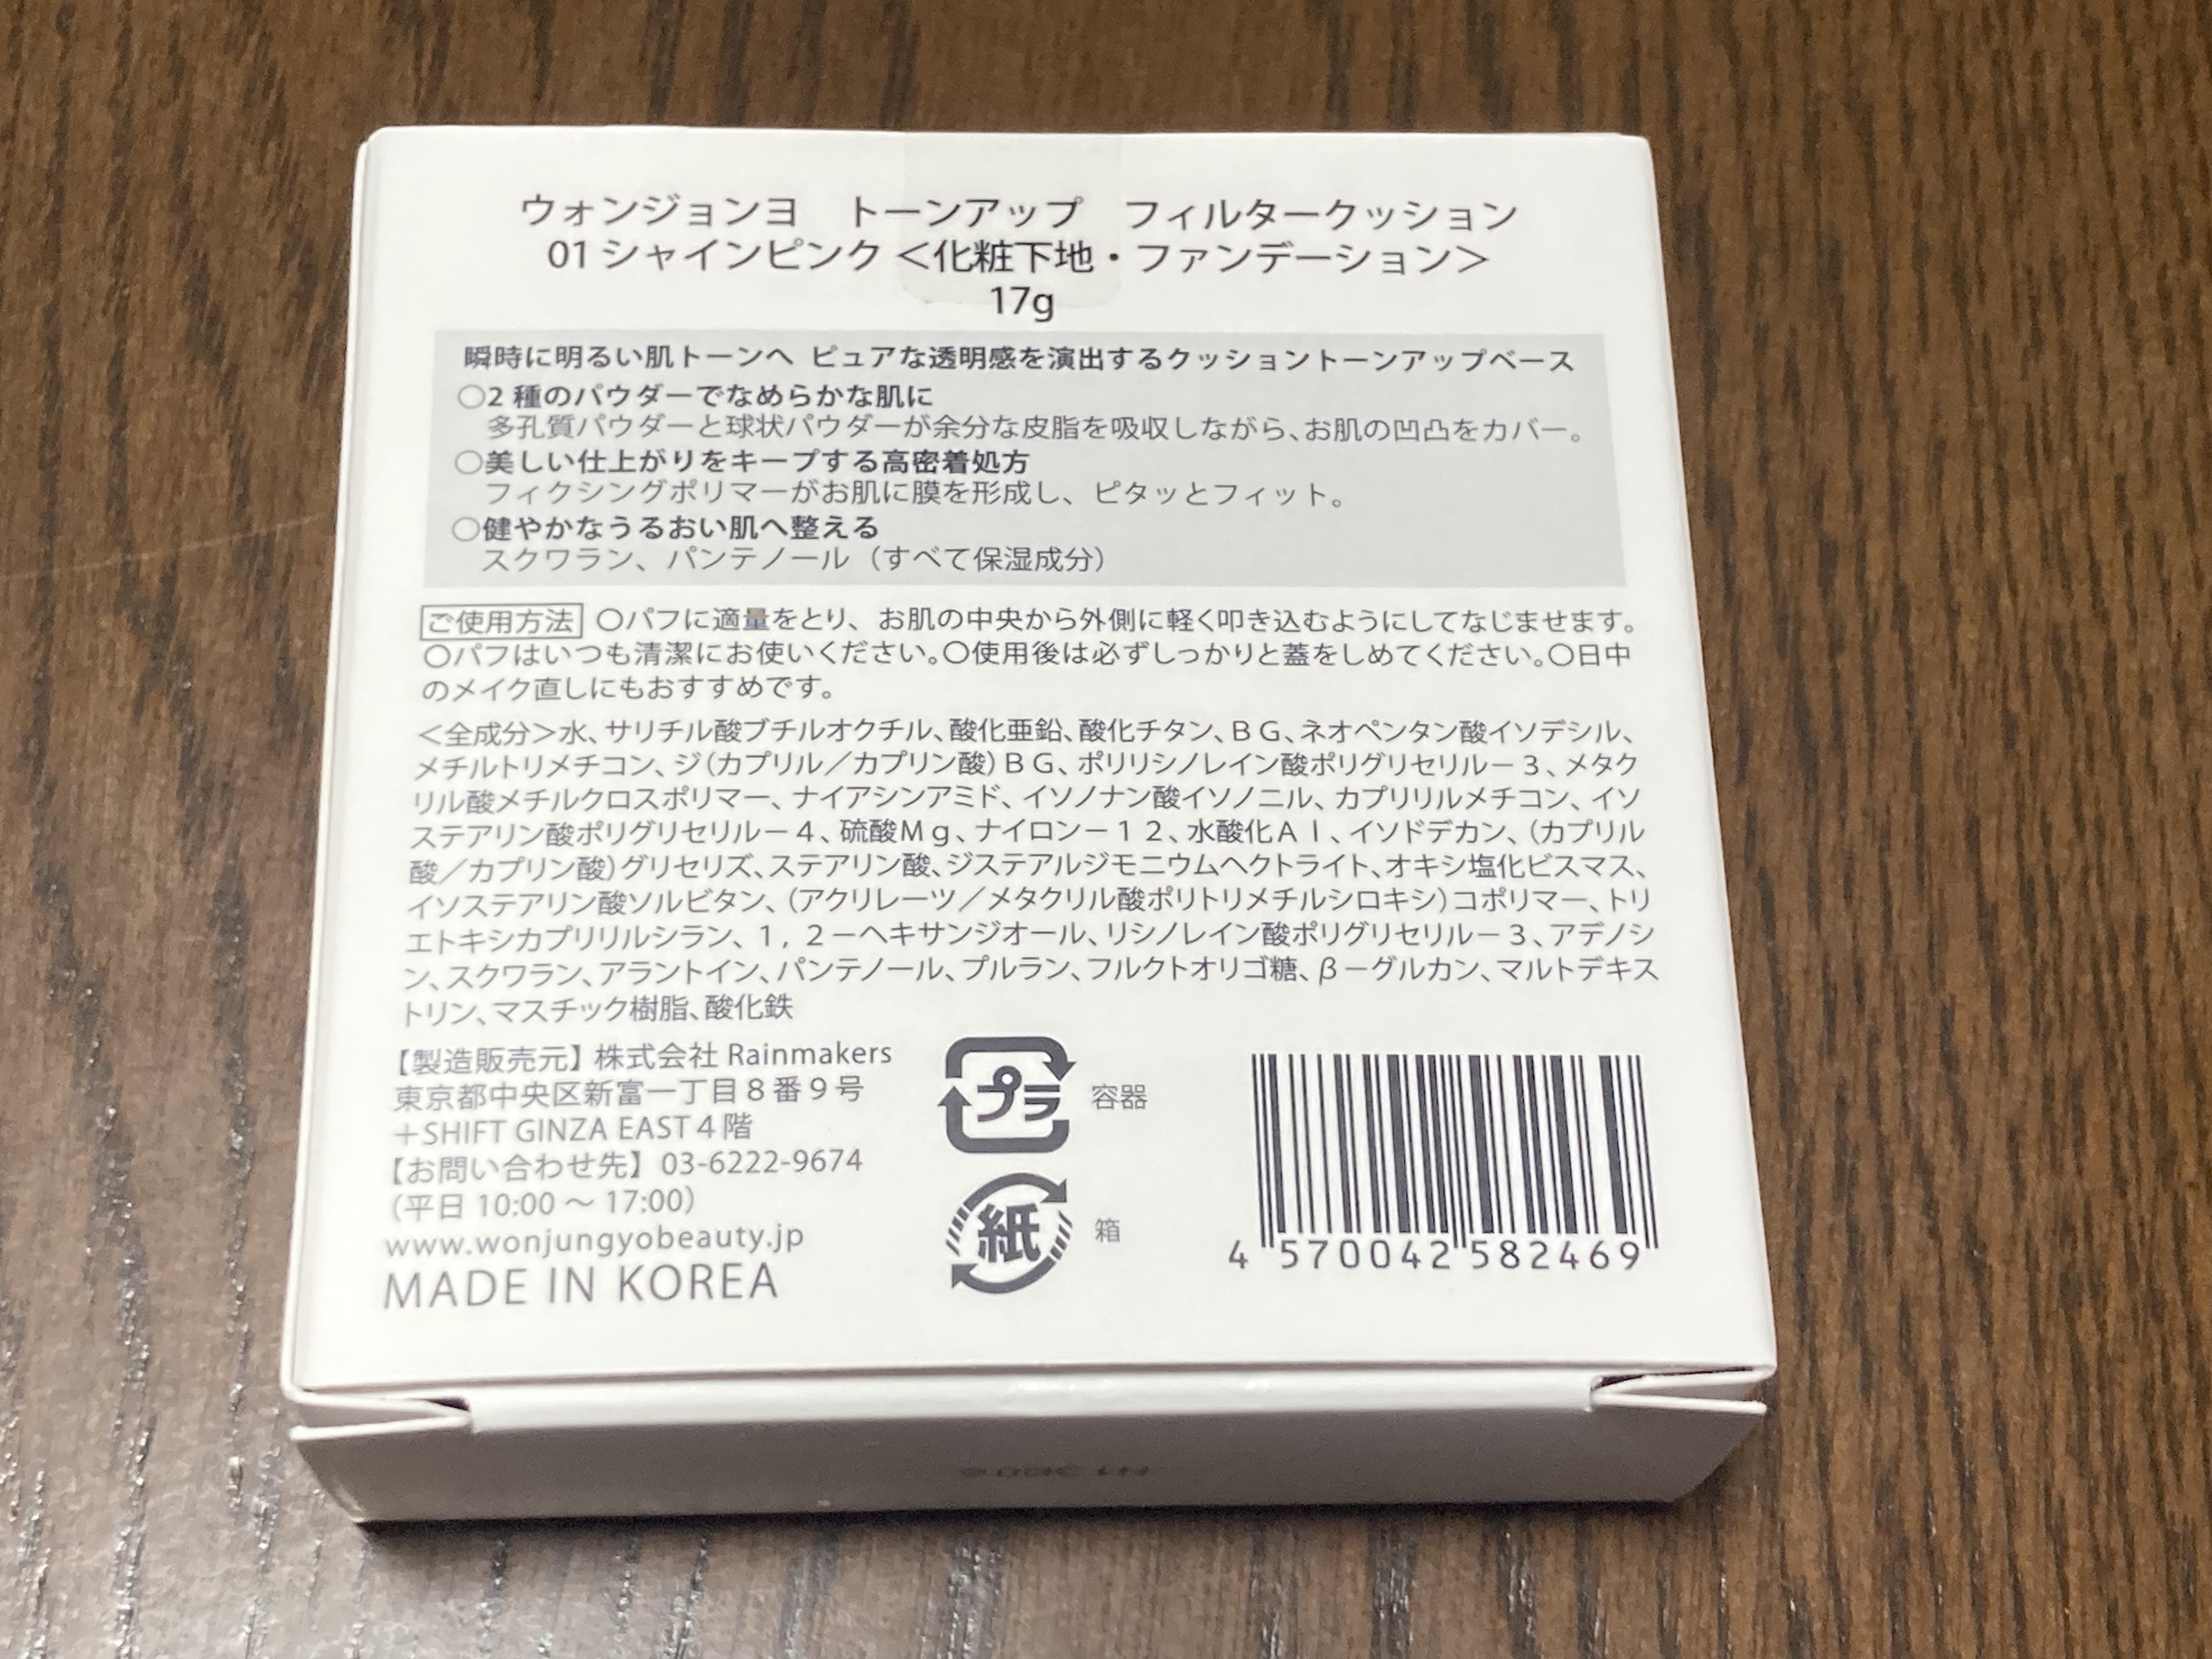 ウォンジョンヨ　トーンアップ　フィルタークッション
01 シャインピンク ＜化粧下地・ファンデーション＞
17g
瞬時に明るい肌トーンへ ピュアな透明感を演出するクッショントーンアップベース
○2 種のパウダーでなめらかな肌に
多孔質パウダーと球状パウダーが余分な皮脂を吸収しながら、お肌の凹凸をカバー。
○美しい仕上がりをキープする高密着処方
フィクシングポリマーがお肌に膜を形成し、ピタッとフィット。
○健やかなうるおい肌へ整える
スクワラン、パンテノール（すべて保湿成分）
ご使用方法 ○パフに適量をとり、お肌の中央から外側に軽く叩き込むようにしてなじませます。
○パフはいつも清潔にお使いください。○使用後は必ずしっかりと蓋をしめてください。○日中
のメイク直しにもおすすめです。
＜全成分＞水、サリチル酸ブチルオクチル、酸化亜鉛、酸化チタン、ＢＧ、ネオペンタン酸イソデシル、
メチルトリメチコン、ジ（カプリル／カプリン酸）ＢＧ、ポリリシノレイン酸ポリグリセリル－３、メタク
リル酸メチルクロスポリマー、ナイアシンアミド、イソノナン酸イソノニル、カプリリルメチコン、イソ
ステアリン酸ポリグリセリル－４、硫酸Ｍｇ、ナイロン－１２、水酸化Ａｌ、イソドデカン、（カプリル
酸／カプリン酸）グリセリズ、ステアリン酸、ジステアルジモニウムヘクトライト、オキシ塩化ビスマス、
イソステアリン酸ソルビタン、（アクリレーツ／メタクリル酸ポリトリメチルシロキシ）コポリマー、トリ
エトキシカプリリルシラン、１，２－ヘキサンジオール、リシノレイン酸ポリグリセリル－３、アデノシ
ン、スクワラン、アラントイン、パンテノール、プルラン、フルクトオリゴ糖、β－グルカン、マルトデキス
トリン、マスチック樹脂、酸化鉄
【製造販売元】株式会社 Rainmakers
東京都中央区新富一丁目８番９号
＋SHIFT GINZA EAST４階
【お問い合わせ先】03-6222-9674
（平日 10:00 ～ 17:00）
www.wonjungyobeauty.jp
MADE IN KOREA
プラ 容器
紙 箱
4 570042 582469